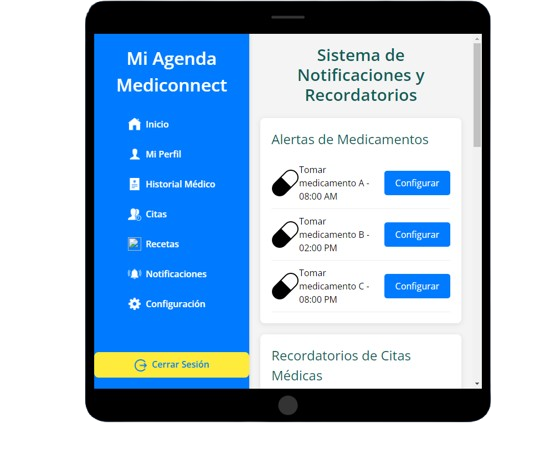 Mi Agenda
Mediconnect
Inicio
Mi Perfil
Historial Médico
Citas
Recetas
Notificaciones
Configuración
Cerrar Sesión
Sistema de
Notificaciones y
Recordatorios
Alertas de Medicamentos
Tomar
medicamento A -
08:00 AM
Configurar
Tomar
medicamento B -
02:00 PM
Configurar
Tomar
medicamento C -
08:00 PM
Configurar
Recordatorios de Citas
Médicas